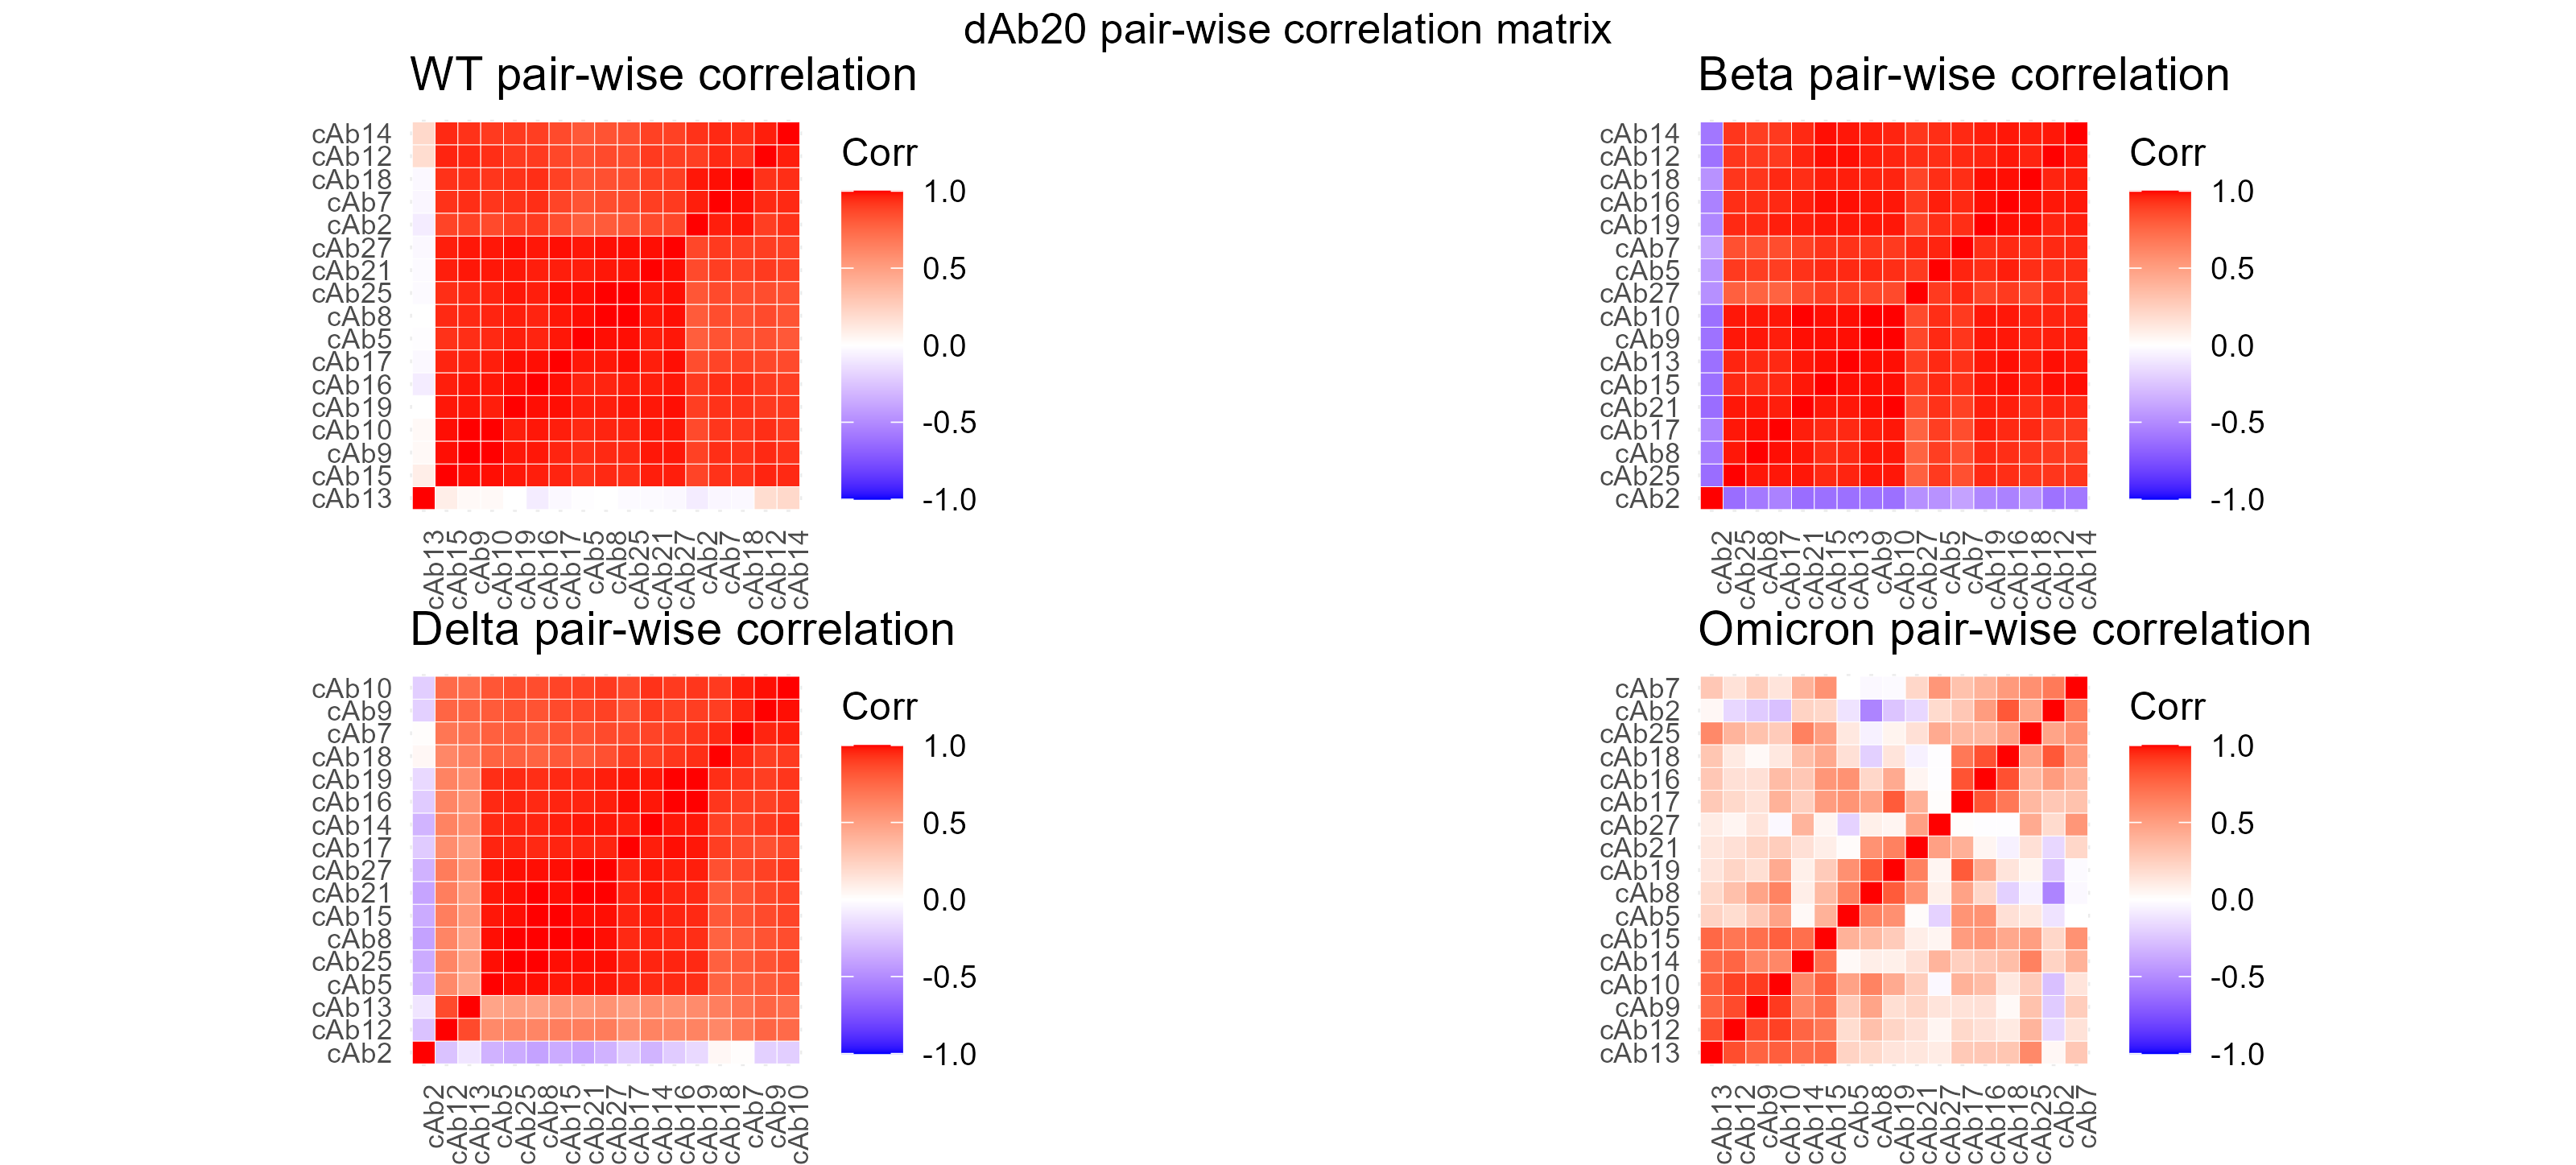 dAb20 pair-wise correlation matrix
WT pair-wise correlation
cAb14
cAb12
cAb18
cAb7
cAb2
cAb27
cAb21
cAb25
cAb8
cAb5
cAb17
cAb16
cAb19
cAb10
cAb9
cAb15
cAb13
cAb13
cAb15
cAb9
cAb10
cAb19
cAb16
cAb17
cAb5
cAb8
cAb25
cAb21
cAb27
cAb2
cAb7
cAb18
cAb12
cAb14
Corr
1.0
0.5
0.0
-0.5
-1.0
Beta pair-wise correlation
cAb14
cAb12
cAb18
cAb16
cAb19
cAb7
cAb5
cAb27
cAb10
cAb9
cAb13
cAb15
cAb21
cAb17
cAb8
cAb25
cAb2
cAb2
cAb25
cAb8
cAb17
cAb21
cAb15
cAb13
cAb9
cAb10
cAb27
cAb5
cAb7
cAb19
cAb16
cAb18
cAb12
cAb14
Corr
1.0
0.5
0.0
-0.5
-1.0
Delta pair-wise correlation
cAb10
cAb9
cAb7
cAb18
cAb19
cAb16
cAb14
cAb17
cAb27
cAb21
cAb15
cAb8
cAb25
cAb5
cAb13
cAb12
cAb2
cAb2
cAb12
cAb13
cAb5
cAb25
cAb8
cAb15
cAb21
cAb27
cAb17
cAb14
cAb16
cAb19
cAb18
cAb7
cAb9
cAb10
Corr
1.0
0.5
0.0
-0.5
-1.0
Omicron pair-wise correlation
cAb7
cAb2
cAb25
cAb18
cAb16
cAb17
cAb27
cAb21
cAb19
cAb8
cAb5
cAb15
cAb14
cAb10
cAb9
cAb12
cAb13
cAb13
cAb12
cAb9
cAb10
cAb14
cAb15
cAb5
cAb8
cAb19
cAb21
cAb27
cAb17
cAb16
cAb18
cAb25
cAb2
cAb7
Corr
1.0
0.5
0.0
-0.5
-1.0